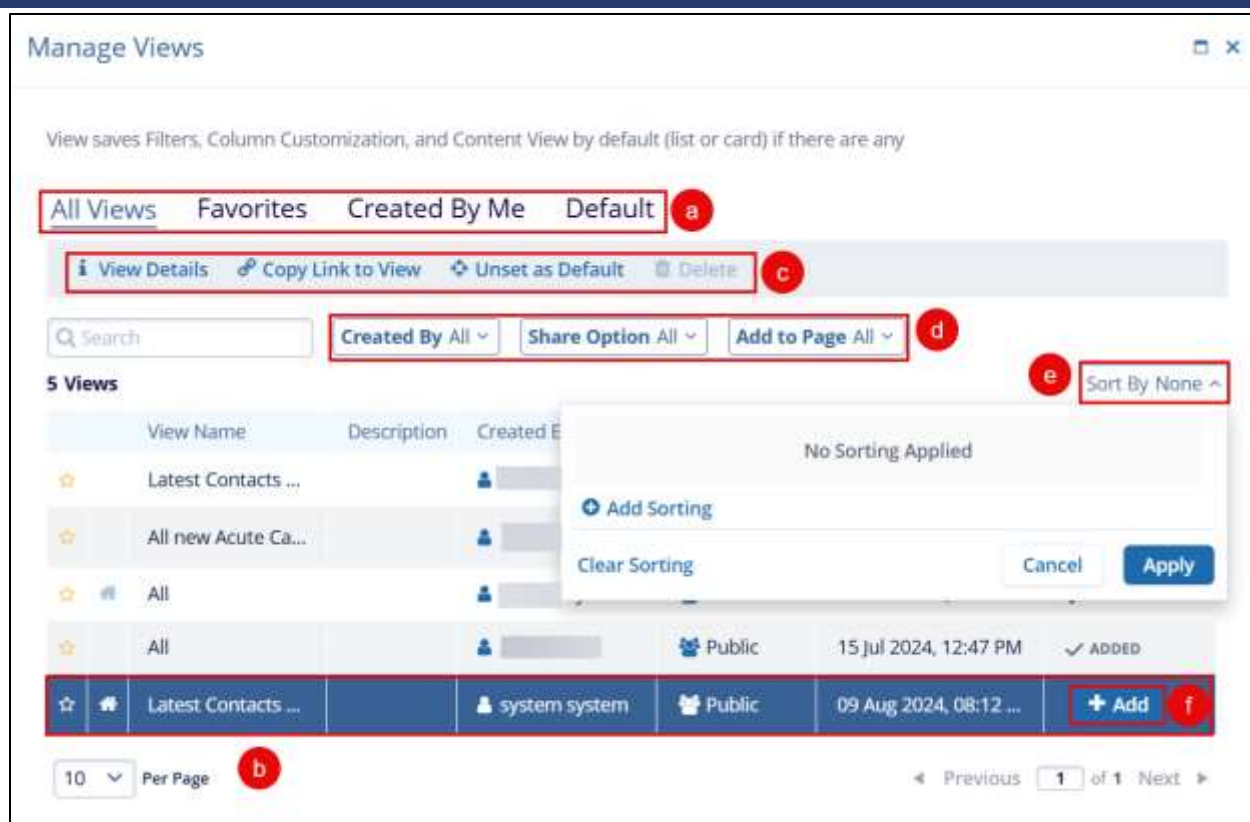 Manage Views
View saves Filters, Column Customization, and Content View by default (list or card) if there are any
All Views Favorites Created By Me Default a
View Details Copy Link to View Unset as Default Delete c
Search Created By All Share Option All Add to Page All d
5 Views e Sort By None
View Name Description Created
No Sorting Applied
Latest Contacts ...
Add Sorting
All new Acute Ca...
Clear Sorting Cancel Apply
All
All Public 15 Jul 2024, 12:47 PM ADDED
Latest Contacts ... system system Public 09 Aug 2024, 08:12 ... + Add f
10 Per Page b Previous 1 of 1 Next